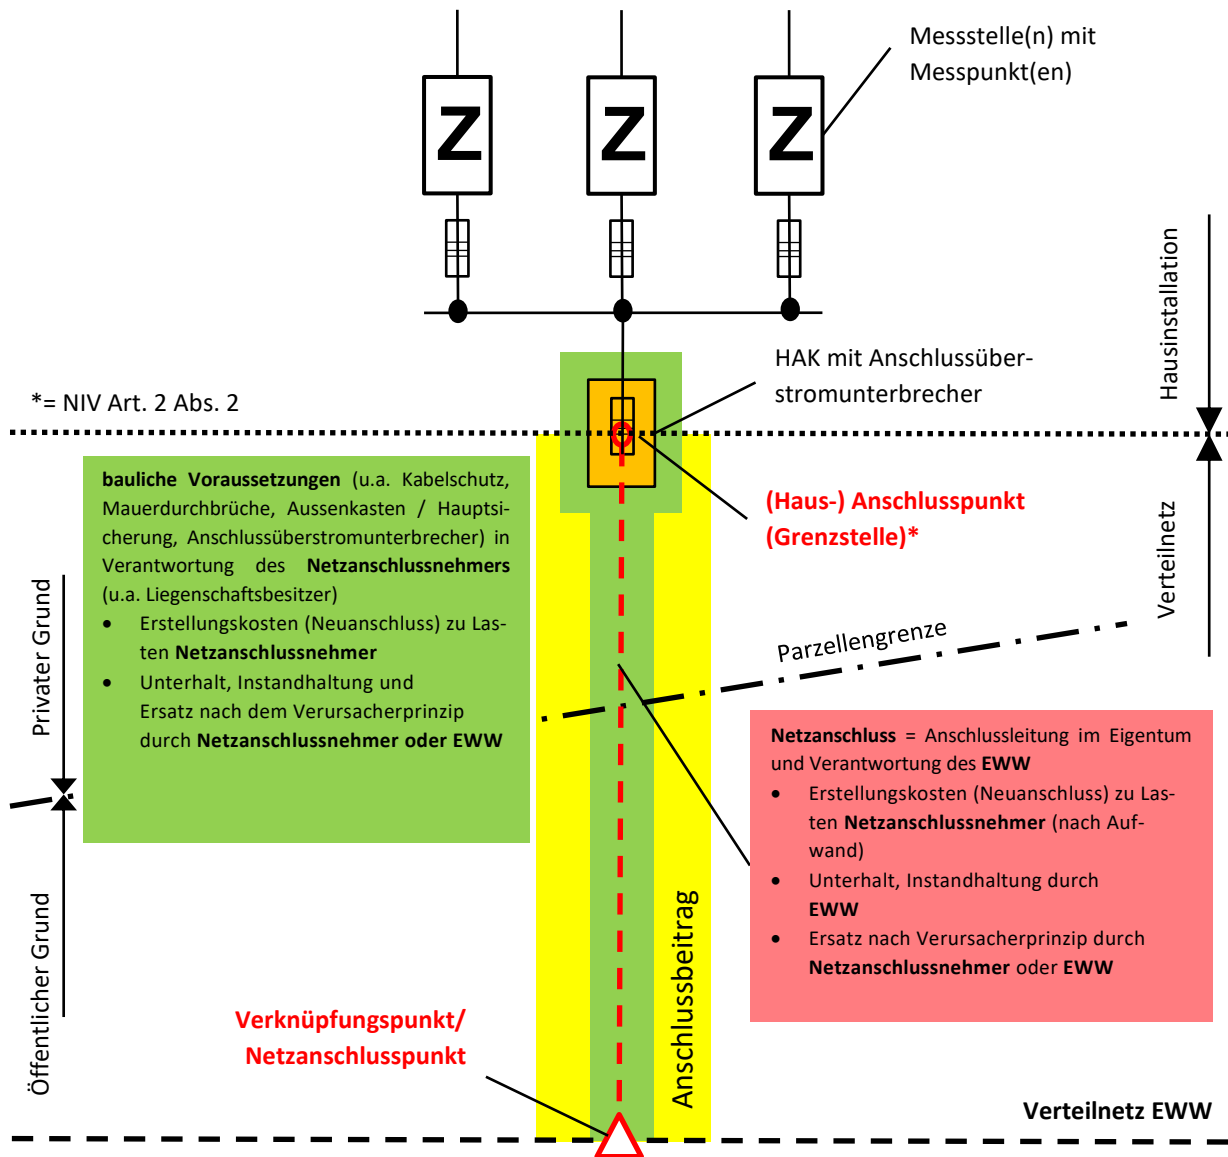 Messstelle(n) mit
Messpunkt(en)
Z
Z
Z
Hausinstallation
HAK mit Anschlussüber-
stromunterbrecher
*= NIV Art. 2 Abs. 2
bauliche Voraussetzungen (u.a. Kabelschutz,
Mauerdurchbrüche, Aussenkasten / Hauptsi-
cherung, Anschlussüberstromunterbrecher) in
Verantwortung des Netzanschlussnehmers
(u.a. Liegenschaftsbesitzer)
• Erstellungskosten (Neuanschluss) zu Las-
ten Netzanschlussnehmer
• Unterhalt, Instandhaltung und
Ersatz nach dem Verursacherprinzip
durch Netzanschlussnehmer oder EWW
(Haus-) Anschlusspunkt
(Grenzstelle)*
Verteilnetz
Privater Grund
Parzellengrenze
Netzanschluss = Anschlussleitung im Eigentum
und Verantwortung des EWW
• Erstellungskosten (Neuanschluss) zu Las-
ten Netzanschlussnehmer (nach Auf-
wand)
• Unterhalt, Instandhaltung durch
EWW
• Ersatz nach Verursacherprinzip durch
Netzanschlussnehmer oder EWW
Öffentlicher Grund
Anschlussbeitrag
Verknüpfungspunkt/
Netzanschlusspunkt
Verteilnetz EWW